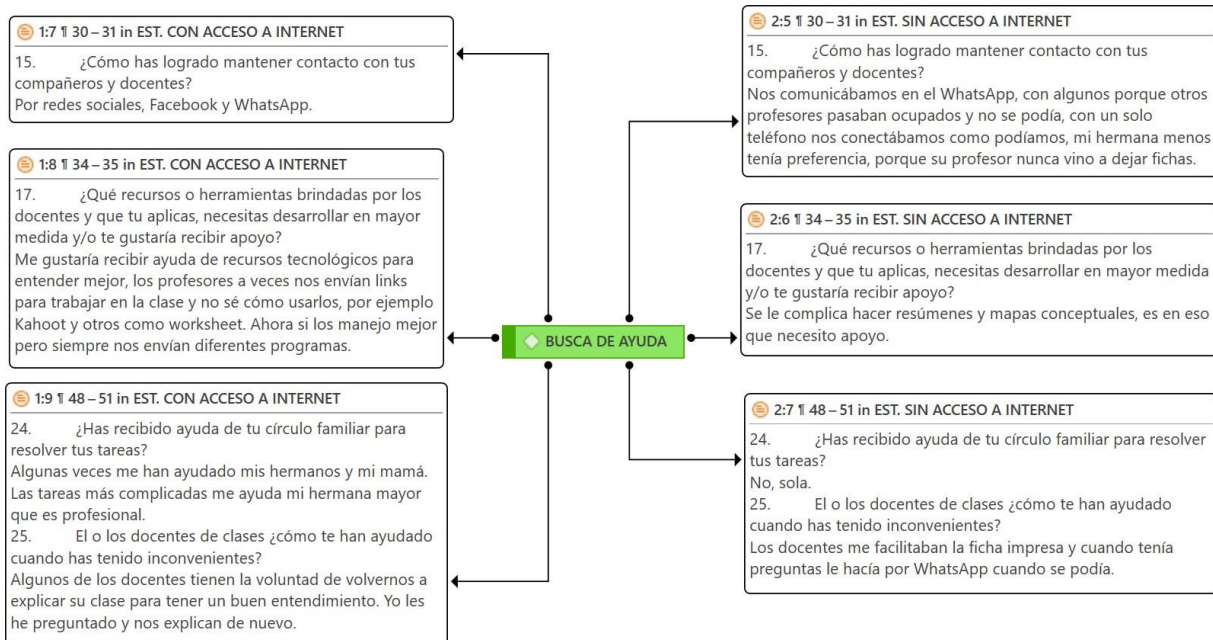 1:7 ¶ 30 – 31 in EST. CON ACCESO A INTERNET
15. ¿Cómo has logrado mantener contacto con tus
compañeros y docentes?
Por redes sociales, Facebook y WhatsApp.
1:8 ¶ 34 – 35 in EST. CON ACCESO A INTERNET
17. ¿Qué recursos o herramientas brindadas por los
docentes y que tu aplicas, necesitas desarrollar en mayor
medida y/o te gustaría recibir apoyo?
Me gustaría recibir ayuda de recursos tecnológicos para
entender mejor, los profesores a veces nos envían links
para trabajar en la clase y no sé cómo usarlos, por ejemplo
Kahoot y otros como worksheet. Ahora si los manejo mejor
pero siempre nos envían diferentes programas.
1:9 ¶ 48 – 51 in EST. CON ACCESO A INTERNET
24. ¿Has recibido ayuda de tu círculo familiar para
resolver tus tareas?
Algunas veces me han ayudado mis hermanos y mi mamá.
Las tareas más complicadas me ayuda mi hermana mayor
que es profesional.
25. El o los docentes de clases ¿cómo te han ayudado
cuando has tenido inconvenientes?
Algunos de los docentes tienen la voluntad de volvernos a
explicar su clase para tener un buen entendimiento. Yo les
he preguntado y nos explican de nuevo.
BUSCA DE AYUDA
2:5 ¶ 30 – 31 in EST. SIN ACCESO A INTERNET
15. ¿Cómo has logrado mantener contacto con tus
compañeros y docentes?
Nos comunicábamos en el WhatsApp, con algunos porque otros
profesores pasaban ocupados y no se podía, con un solo
teléfono nos conectábamos como podíamos, mi hermana menos
tenía preferencia, porque su profesor nunca vino a dejar fichas.
2:6 ¶ 34 – 35 in EST. SIN ACCESO A INTERNET
17. ¿Qué recursos o herramientas brindadas por los
docentes y que tu aplicas, necesitas desarrollar en mayor medida
y/o te gustaría recibir apoyo?
Se le complica hacer resúmenes y mapas conceptuales, es en eso
que necesito apoyo.
2:7 ¶ 48 – 51 in EST. SIN ACCESO A INTERNET
24. ¿Has recibido ayuda de tu círculo familiar para resolver
tus tareas?
No, sola.
25. El o los docentes de clases ¿cómo te han ayudado
cuando has tenido inconvenientes?
Los docentes me facilitaban la ficha impresa y cuando tenía
preguntas le hacía por WhatsApp cuando se podía.